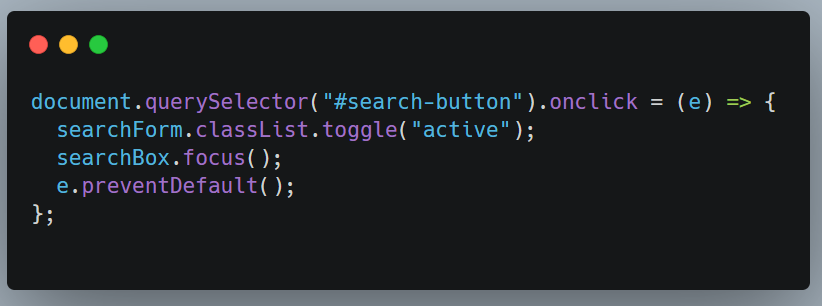 document.querySelector("#search-button").onclick = (e) => {
  searchForm.classList.toggle("active");
  searchBox.focus();
  e.preventDefault();
};